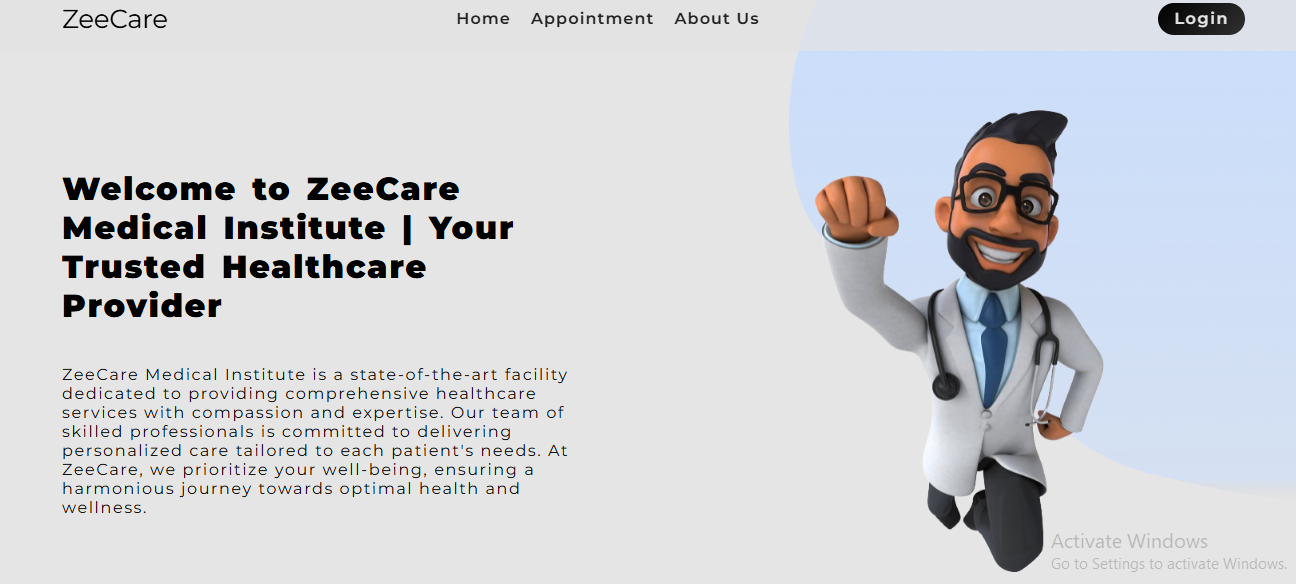 ZeeCare
Home Appointment About Us
Login
Welcome to ZeeCare
Medical Institute | Your
Trusted Healthcare
Provider
ZeeCare Medical Institute is a state-of-the-art facility
dedicated to providing comprehensive healthcare
services with compassion and expertise. Our team of
skilled professionals is committed to delivering
personalized care tailored to each patient's needs. At
ZeeCare, we prioritize your well-being, ensuring a
harmonious journey towards optimal health and
wellness.
Activate Windows
Go to Settings to activate Windows.